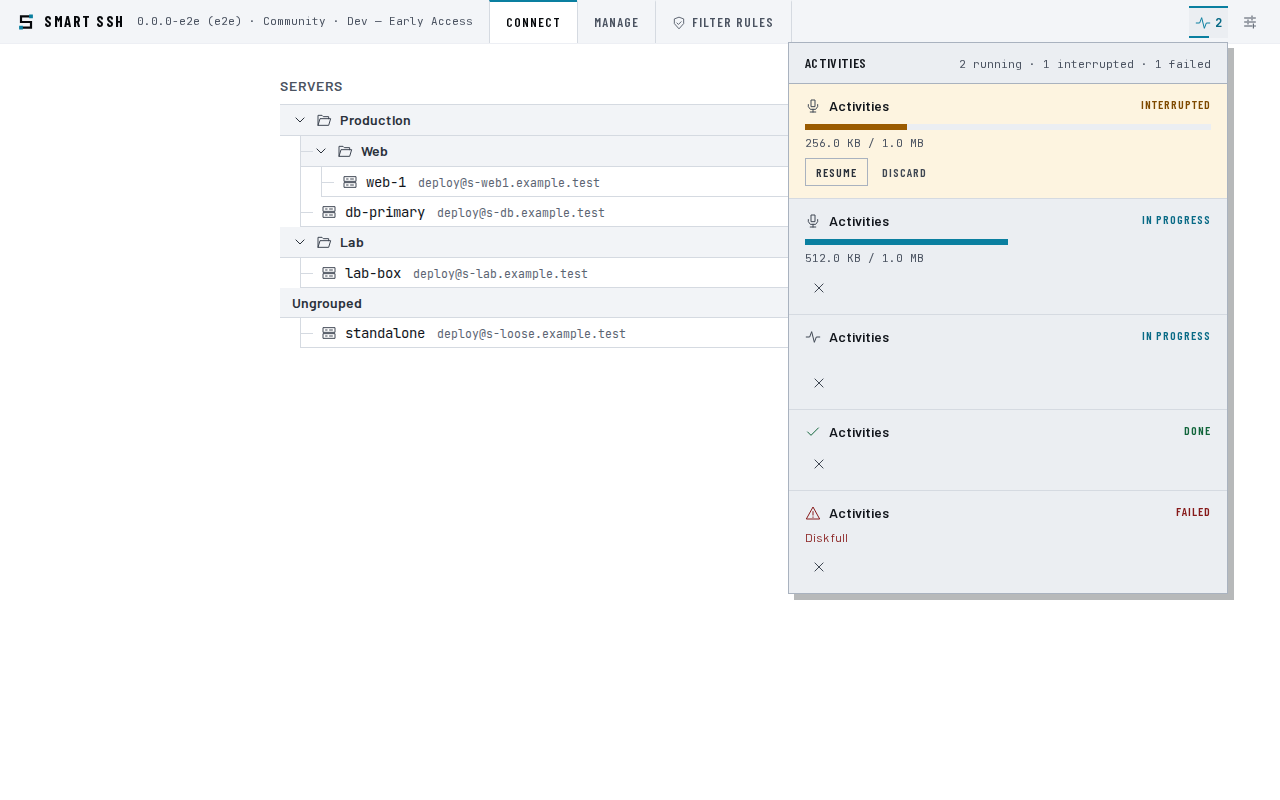 SMART SSH 0.0.0-e2e (e2e) · Community · Dev — Early Access CONNECT MANAGE FILTER RULES 2
SERVERS
Production
Web
web-1 deploy@s-web1.example.test
db-primary deploy@s-db.example.test
Lab
lab-box deploy@s-lab.example.test
Ungrouped
standalone deploy@s-loose.example.test
ACTIVITIES 2 running · 1 interrupted · 1 failed
Activities INTERRUPTED
256.0 KB / 1.0 MB
RESUME DISCARD
Activities IN PROGRESS
512.0 KB / 1.0 MB
Activities IN PROGRESS
Activities DONE
Activities FAILED
Disk full